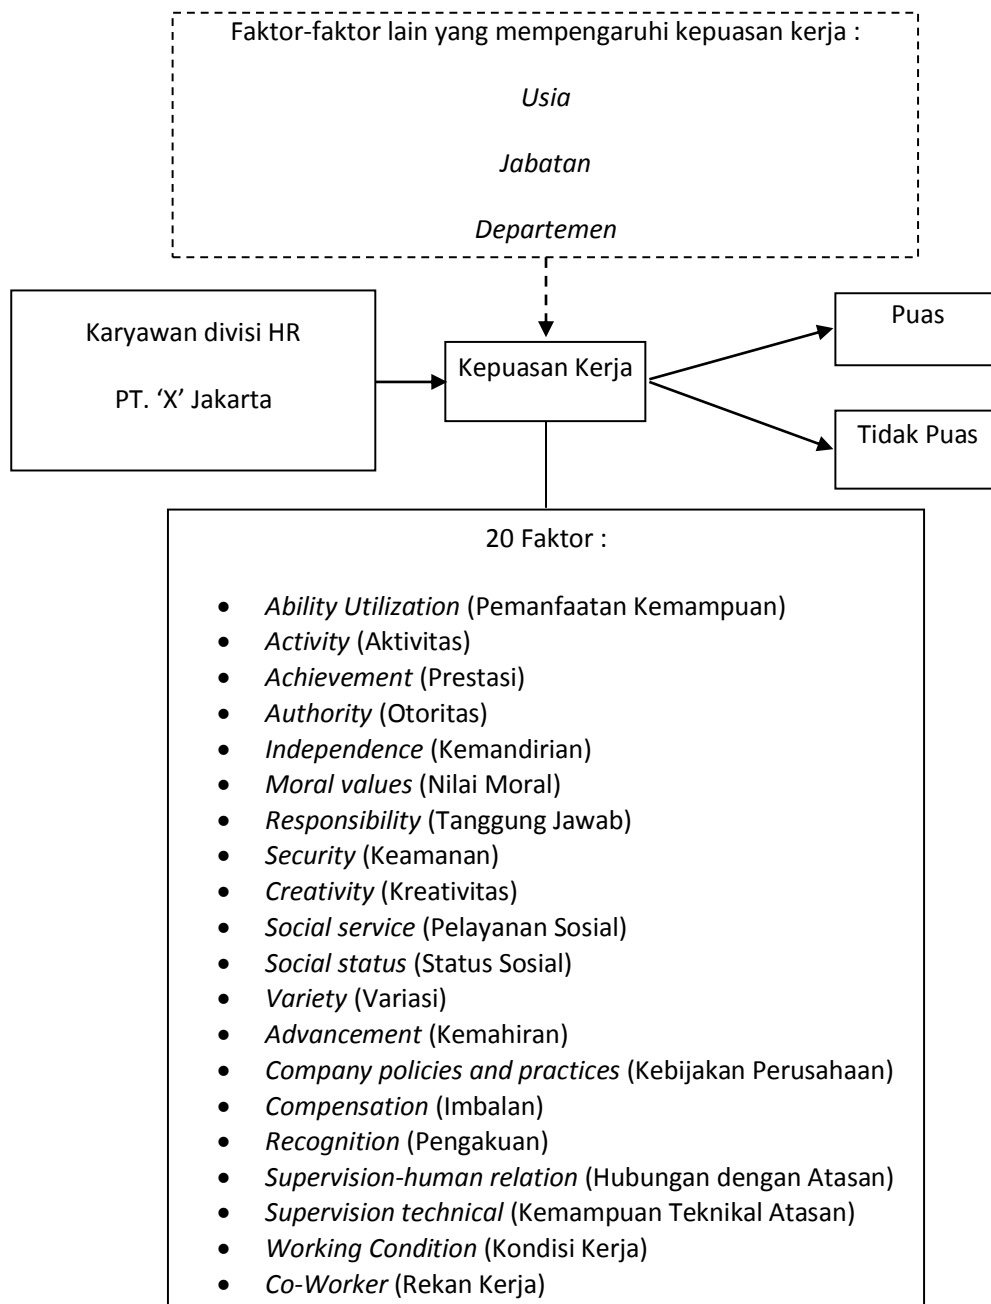 Faktor-faktor lain yang mempengaruhi kepuasan kerja :
Usia
Jabatan
Departemen
Karyawan divisi HR
PT. ‘X’ Jakarta
Kepuasan Kerja
Puas
Tidak Puas
20 Faktor :
• Ability Utilization (Pemanfaatan Kemampuan)
• Activity (Aktivitas)
• Achievement (Prestasi)
• Authority (Otoritas)
• Independence (Kemandirian)
• Moral values (Nilai Moral)
• Responsibility (Tanggung Jawab)
• Security (Keamanan)
• Creativity (Kreativitas)
• Social service (Pelayanan Sosial)
• Social status (Status Sosial)
• Variety (Variasi)
• Advancement (Kemahiran)
• Company policies and practices (Kebijakan Perusahaan)
• Compensation (Imbalan)
• Recognition (Pengakuan)
• Supervision-human relation (Hubungan dengan Atasan)
• Supervision technical (Kemampuan Teknikal Atasan)
• Working Condition (Kondisi Kerja)
• Co-Worker (Rekan Kerja)